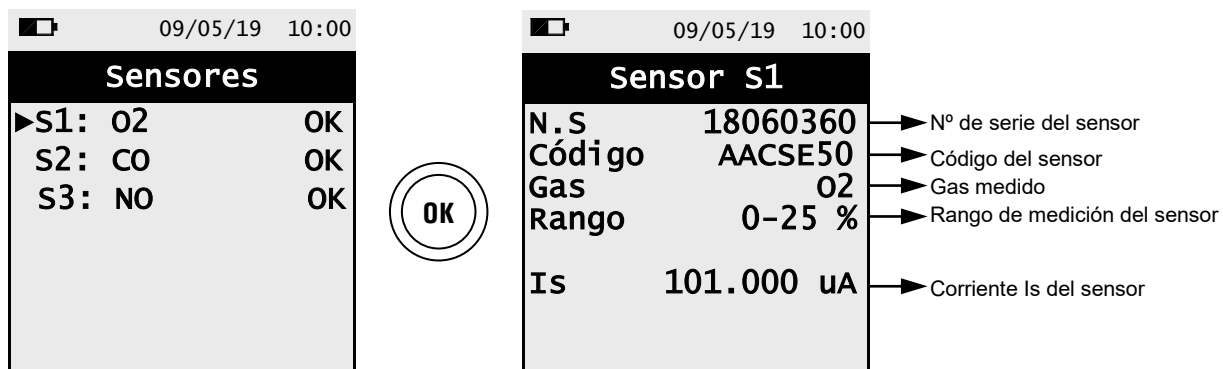 09/05/19 10:00
Sensores
►S1: O2 OK
S2: CO OK
S3: NO OK
OK
09/05/19 10:00
Sensor S1
N.S 18060360
Código AACSE50
Gas O2
Rango 0-25 %
Is 101.000 uA
Nº de serie del sensor
Código del sensor
Gas medido
Rango de medición del sensor
Corriente Is del sensor